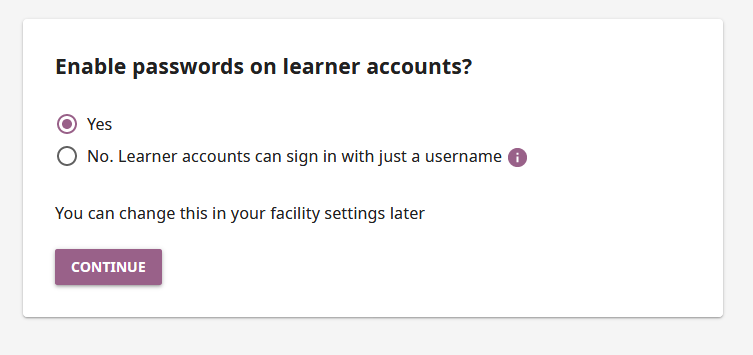 Enable passwords on learner accounts?
Yes
No. Learner accounts can sign in with just a username
You can change this in your facility settings later
CONTINUE